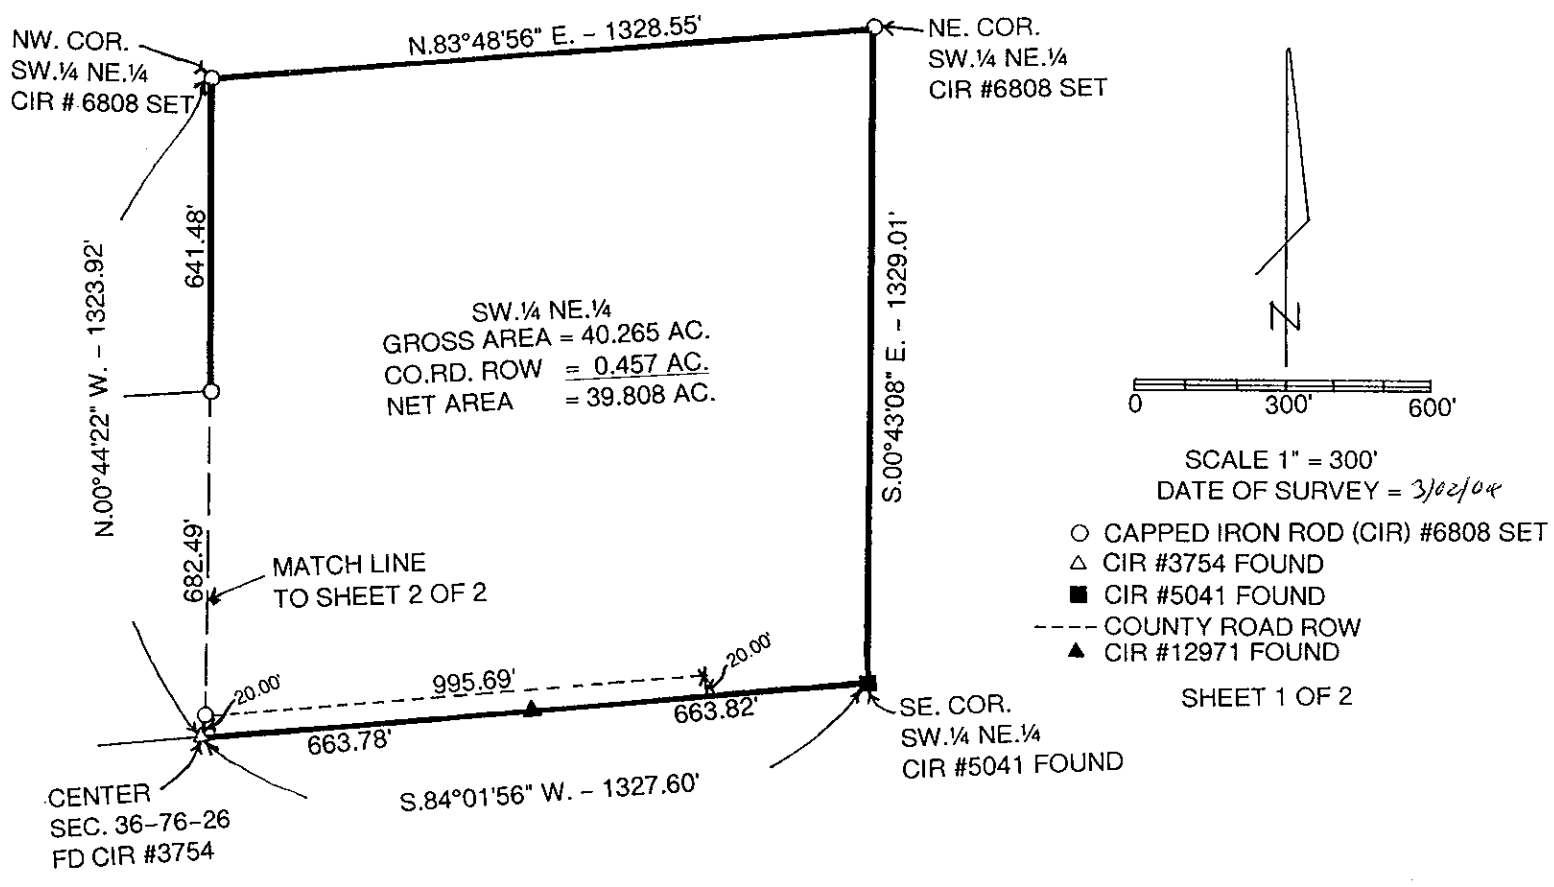 NW. COR.
SW.¼ NE.¼
CIR # 6808 SET
N.83°48'56" E. – 1328.55'
NE. COR.
SW.¼ NE.¼
CIR #6808 SET
641.48'
N.00°44'22" W. – 1323.92'
682.49'
SW.¼ NE.¼
GROSS AREA = 40.265 AC.
CO.RD. ROW = 0.457 AC.
NET AREA = 39.808 AC.
S.00°43'08" E. – 1329.01'
MATCH LINE
TO SHEET 2 OF 2
20.00'
995.69'
20.00'
663.78'
663.82'
S.84°01'56" W. – 1327.60'
SE. COR.
SW.¼ NE.¼
CIR #5041 FOUND
CENTER
SEC. 36–76–26
FD CIR #3754
N
0 300' 600'
SCALE 1" = 300'
DATE OF SURVEY = 3/02/04
CAPPED IRON ROD (CIR) #6808 SET
CIR #3754 FOUND
CIR #5041 FOUND
COUNTY ROAD ROW
CIR #12971 FOUND
SHEET 1 OF 2